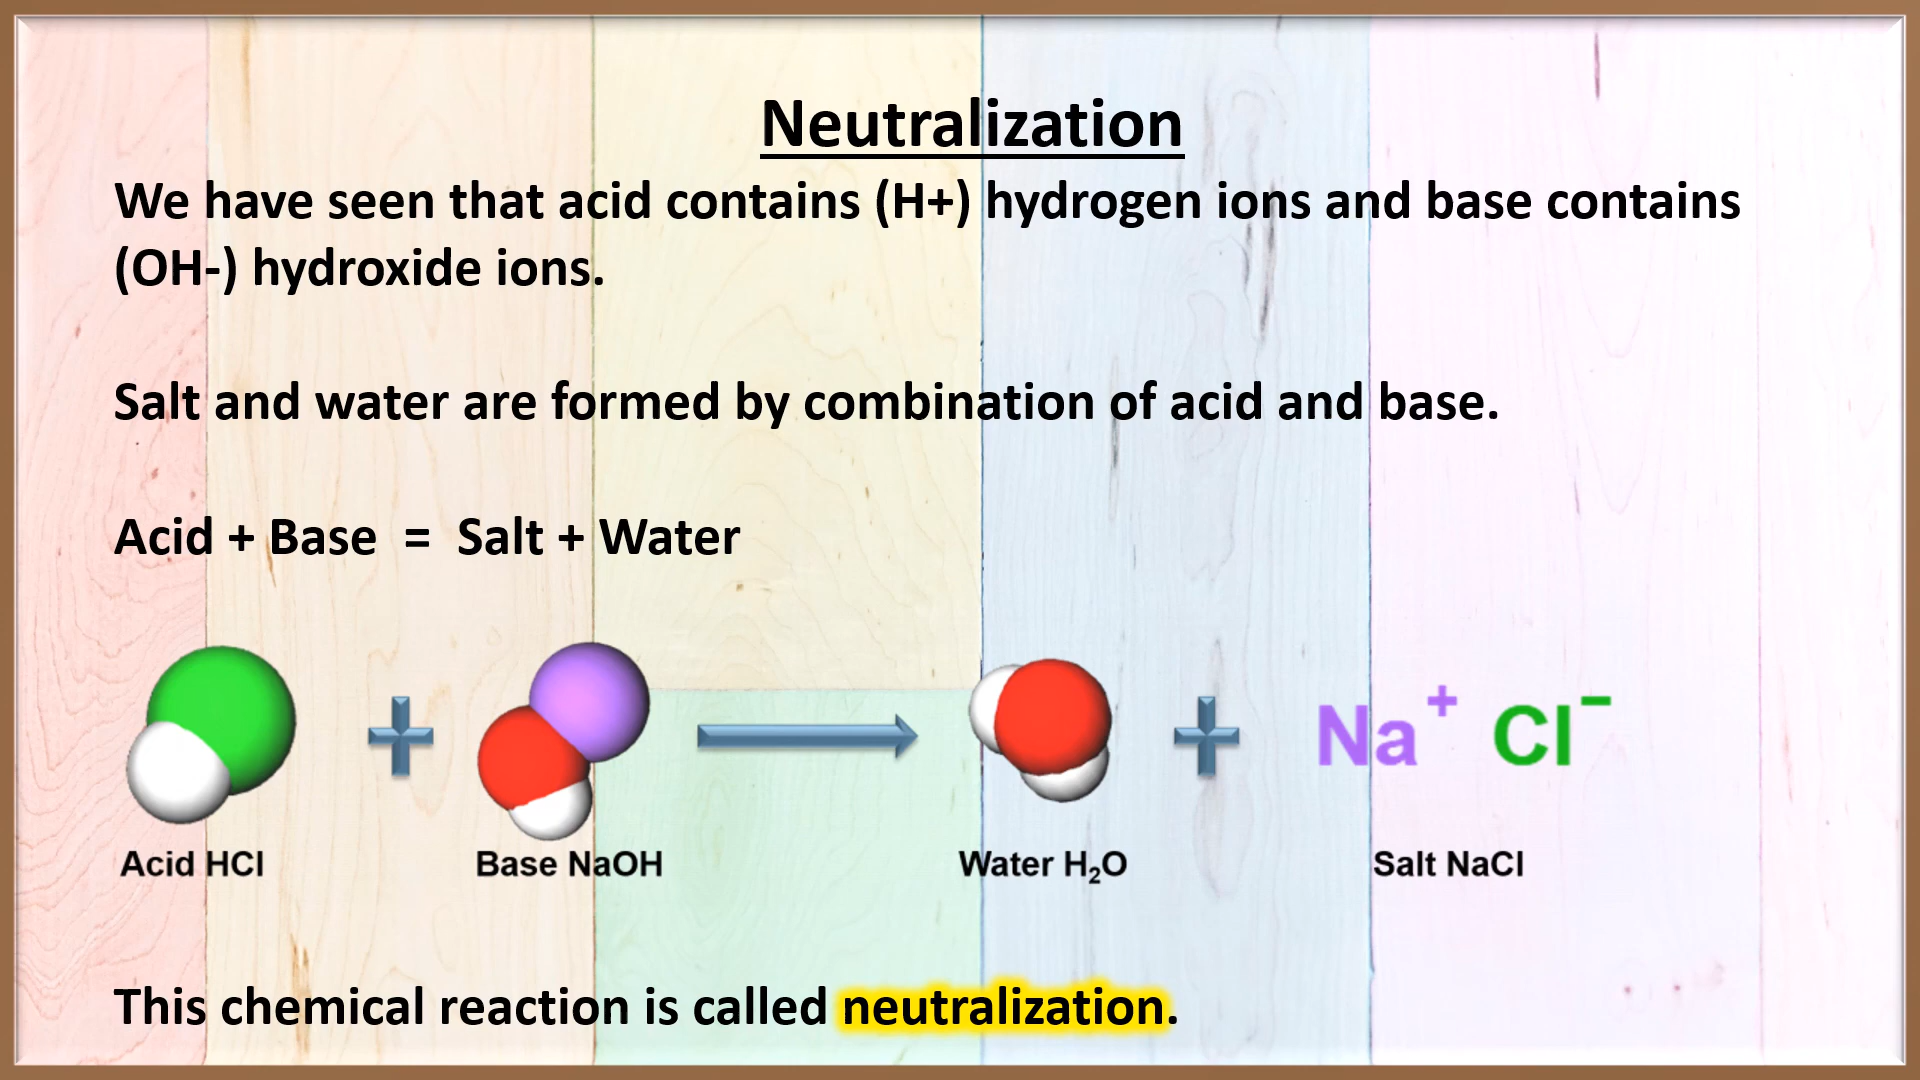 Neutralization
We have seen that acid contains (H+) hydrogen ions and base contains
(OH-) hydroxide ions.
Salt and water are formed by combination of acid and base.
Acid + Base  =  Salt + Water
Na⁺ Cl⁻
Acid HCl
Base NaOH
Water H₂O
Salt NaCl
This chemical reaction is called neutralization.